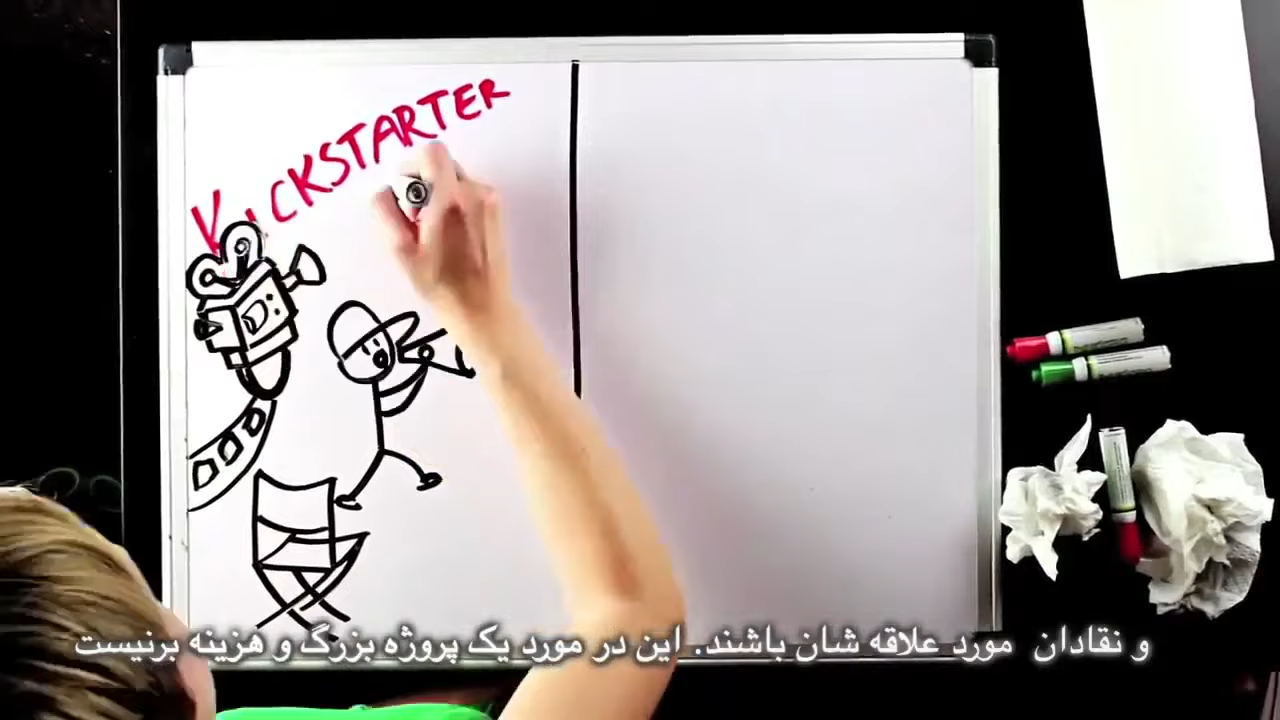 KICKSTARTER
و نقادان مورد علاقه شان باشند. این در مورد یک پروژه بزرگ و هزینه برنیست